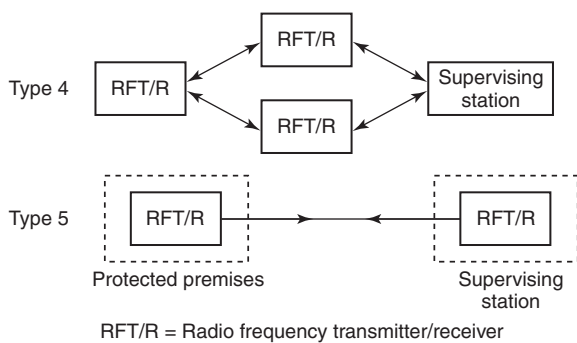 RFT/R
Type 4
RFT/R
Supervising
station
RFT/R
Type 5
RFT/R
RFT/R
Protected premises
Supervising
station
RFT/R = Radio frequency transmitter/receiver